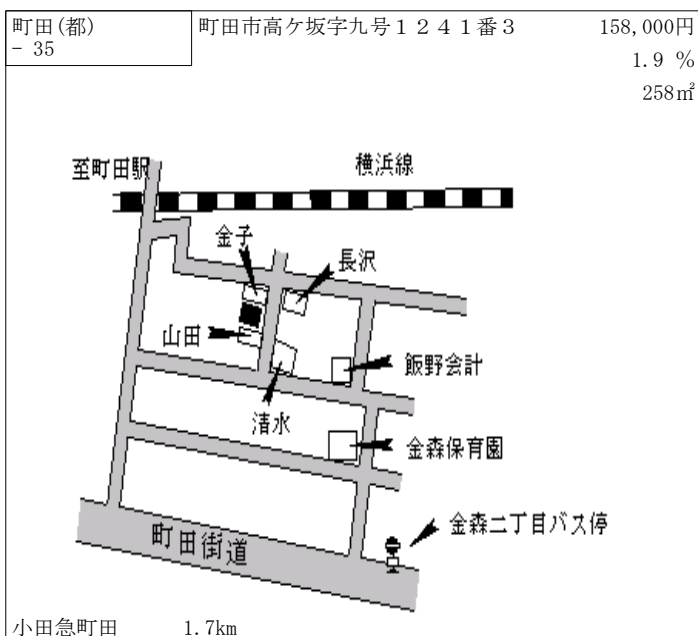 町田(都)
- 35
町田市高ケ坂字九号1241番3
158,000円
1.9 %
258㎡
至町田駅
横浜線
金子
長沢
山田
飯野会計
清水
金森保育園
金森二丁目バス停
町田街道
小田急町田 1.7km